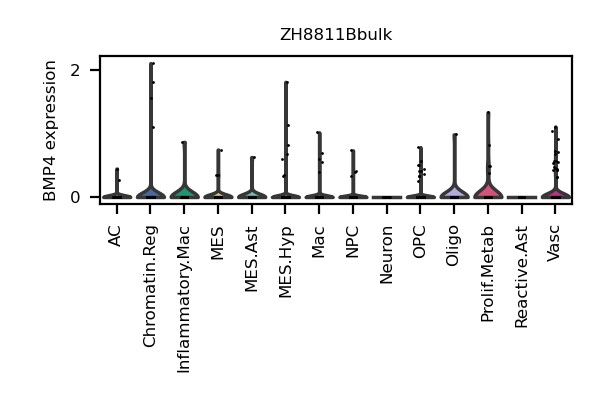 ZH8811Bbulk
BMP4 expression
2
0
AC
Chromatin.Reg
Inflammatory.Mac
MES
MES.Ast
MES.Hyp
Mac
NPC
Neuron
OPC
Oligo
Prolif.Metab
Reactive.Ast
Vasc